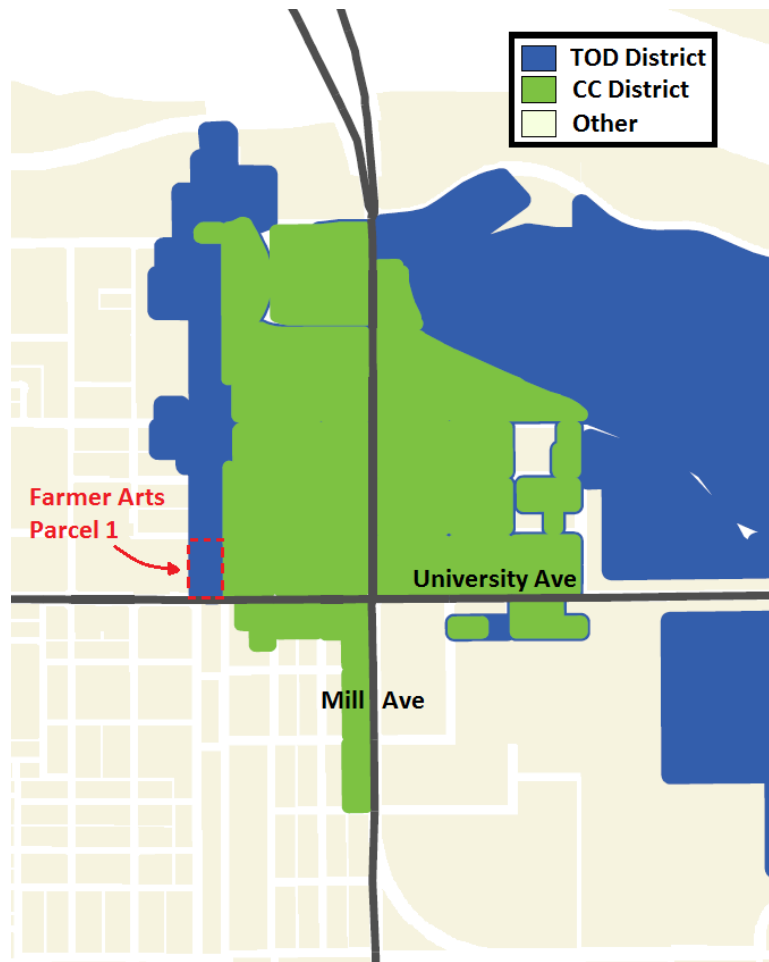 TOD District
CC District
Other
Farmer Arts
Parcel 1
University Ave
Mill Ave